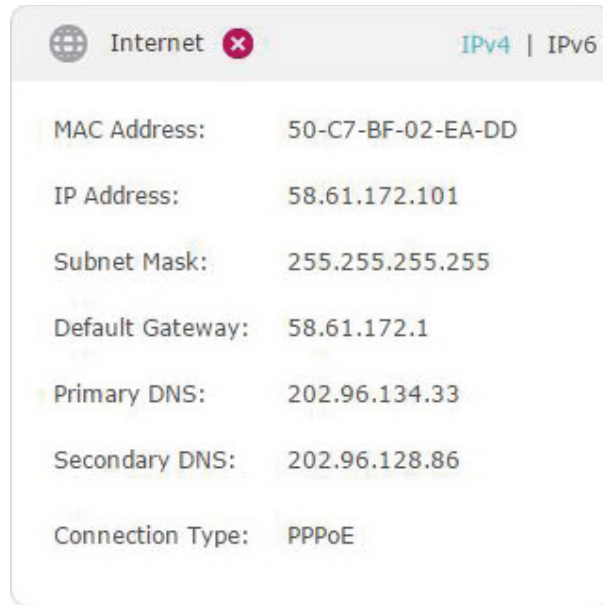 Internet IPv4 | IPv6
MAC Address: 50-C7-BF-02-EA-DD
IP Address: 58.61.172.101
Subnet Mask: 255.255.255.255
Default Gateway: 58.61.172.1
Primary DNS: 202.96.134.33
Secondary DNS: 202.96.128.86
Connection Type: PPPoE